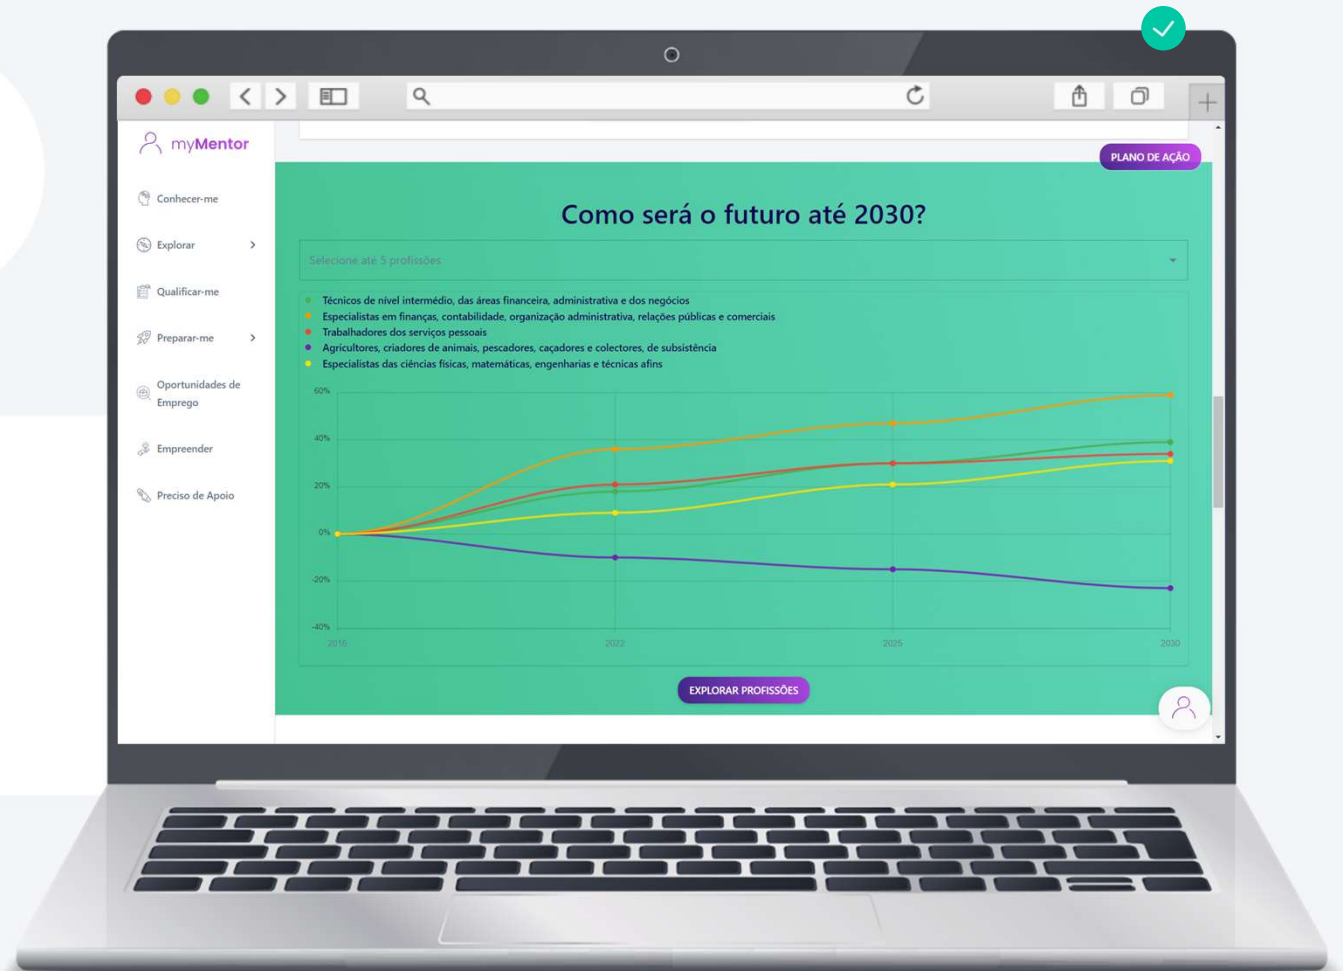 myMentor
PLANO DE AÇÃO
Conhecer-me
Explorar
Qualificar-me
Preparar-me
Oportunidades de
Emprego
Empreender
Preciso de Apoio
Como será o futuro até 2030?
Selecione até 5 profissões
Técnicos de nível intermédio, das áreas financeira, administrativa e dos negócios
Especialistas em finanças, contabilidade, organização administrativa, relações públicas e comerciais
Trabalhadores dos serviços pessoais
Agricultores, criadores de animais, pescadores, caçadores e colectores, de subsistência
Especialistas das ciências físicas, matemáticas, engenharias e técnicas afins
60%
40%
20%
0%
-20%
-40%
2016 2022 2026 2030
EXPLORAR PROFISSÕES